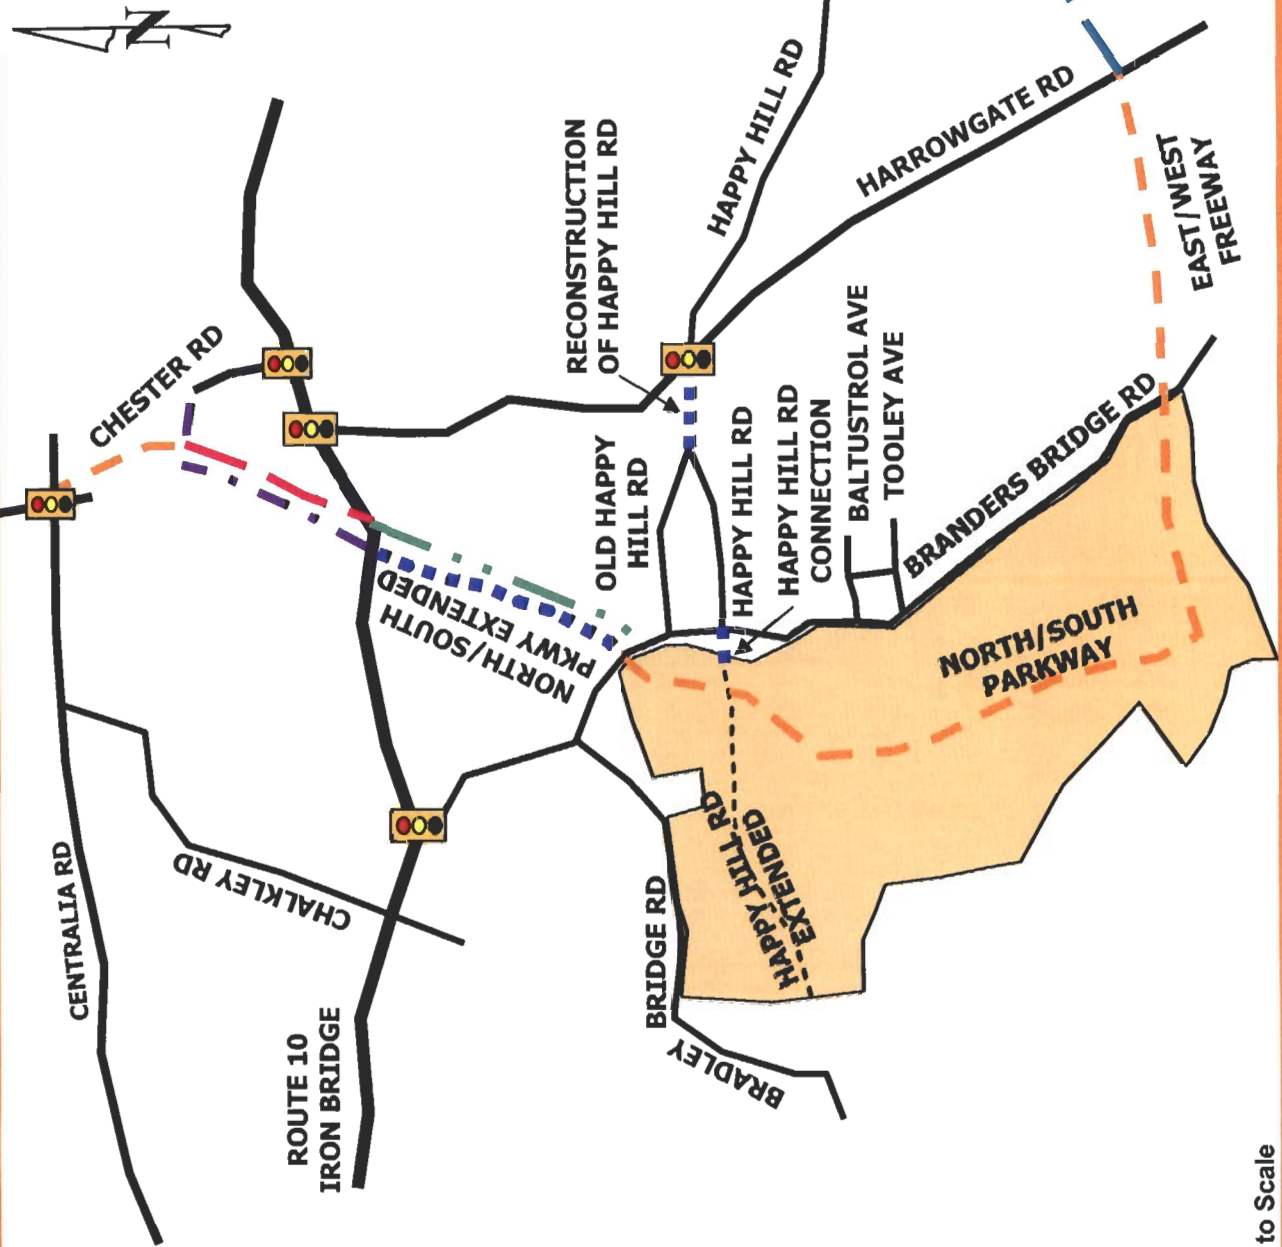 N
CHESTER RD
CENTRALIA RD
CHALKLEY RD
ROUTE 10
IRON BRIDGE
RECONSTRUCTION
OF HAPPY HILL RD
HAPPY HILL RD
HARROWGATE RD
EAST/WEST
FREEWAY
OLD HAPPY
HILL RD
HAPPY HILL RD
HAPPY HILL RD
CONNECTION
BALTUSTROL AVE
TOOLEY AVE
BRANDERS BRIDGE RD
NORTH/SOUTH
PKWY EXTENDED
NORTH/SOUTH
PARKWAY
HAPPY HILL RD
EXTENDED
BRIDGE RD
BRADLEY
to Scale